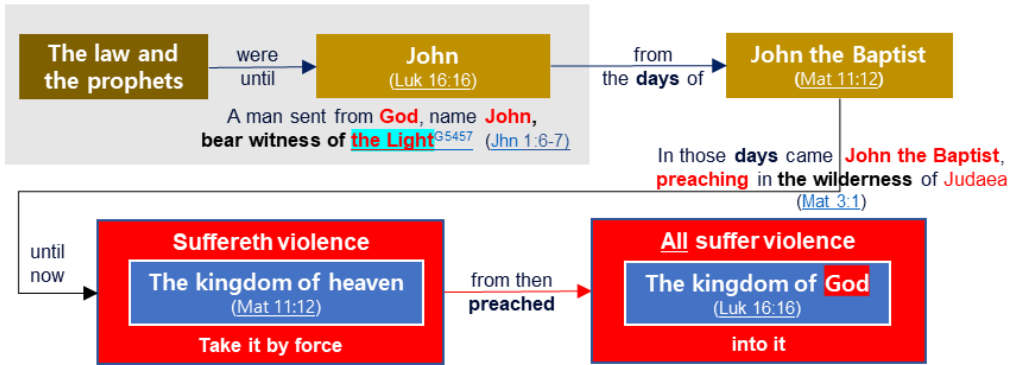 The law and
the prophets
were
until
John
(Luk 16:16)
from
the days of
John the Baptist
(Mat 11:12)
A man sent from God, name John,
bear witness of the Light G5457 (Jhn 1:6-7)
In those days came John the Baptist,
preaching in the wilderness of Judaea
(Mat 3:1)
until
now
Suffereth violence
The kingdom of heaven
(Mat 11:12)
Take it by force
from then
preached
All suffer violence
The kingdom of God
(Luk 16:16)
into it